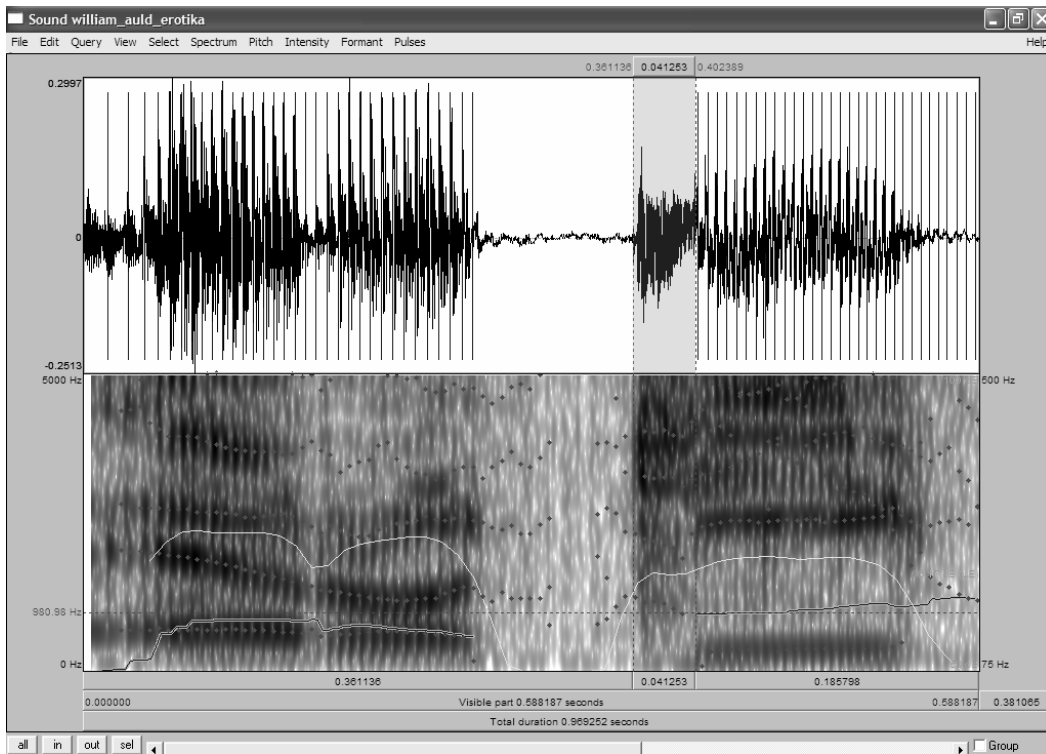 Sound william_auld_erotika
File Edit Query View Select Spectrum Pitch Intensity Formant Pulses Help
0.361136 0.041253 0.402389
0.2997
0
-0.2513
5000 Hz 500 Hz
980.98 Hz
0 Hz 75 Hz
0.361136 0.041253 0.185798
0.000000 Visible part 0.588187 seconds 0.588187 0.381065
Total duration 0.969252 seconds
all in out sel Group